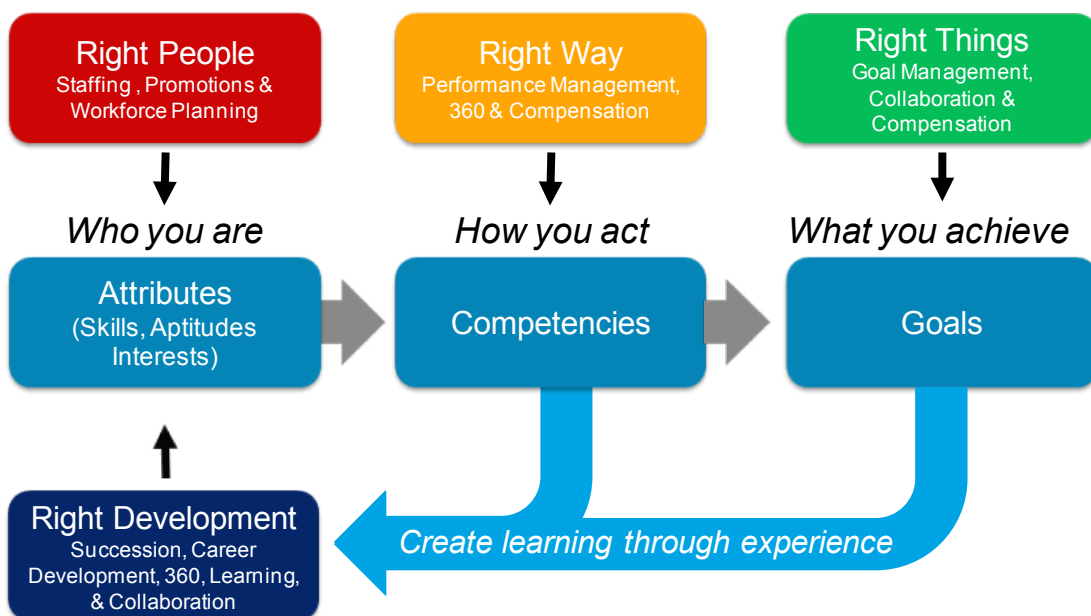 Right People
Staffing , Promotions &
Workforce Planning
Right Way
Performance Management,
360 & Compensation
Right Things
Goal Management,
Collaboration &
Compensation
Who you are
How you act
What you achieve
Attributes
(Skills, Aptitudes
Interests)
Competencies
Goals
Right Development
Succession, Career
Development, 360, Learning,
& Collaboration
Create learning through experience